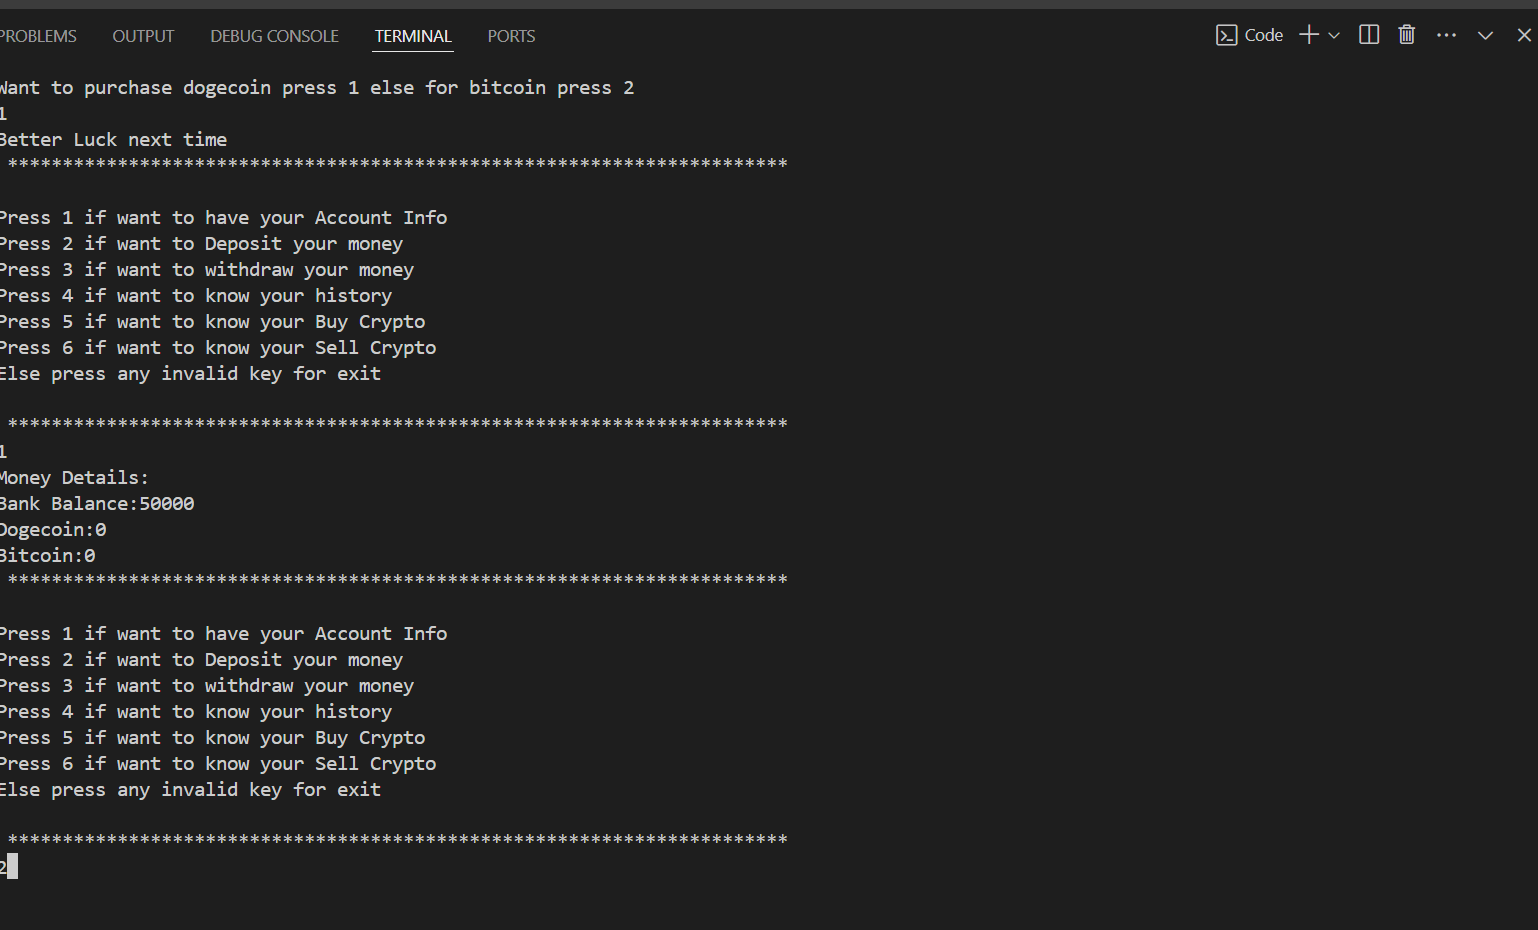 PROBLEMS OUTPUT DEBUG CONSOLE TERMINAL PORTS Code
Want to purchase dogecoin press 1 else for bitcoin press 2
1
Better Luck next time
***********************************************************************
Press 1 if want to have your Account Info
Press 2 if want to Deposit your money
Press 3 if want to withdraw your money
Press 4 if want to know your history
Press 5 if want to know your Buy Crypto
Press 6 if want to know your Sell Crypto
Else press any invalid key for exit
***********************************************************************
1
Money Details:
Bank Balance:50000
Dogecoin:0
Bitcoin:0
***********************************************************************
Press 1 if want to have your Account Info
Press 2 if want to Deposit your money
Press 3 if want to withdraw your money
Press 4 if want to know your history
Press 5 if want to know your Buy Crypto
Press 6 if want to know your Sell Crypto
Else press any invalid key for exit
***********************************************************************
2